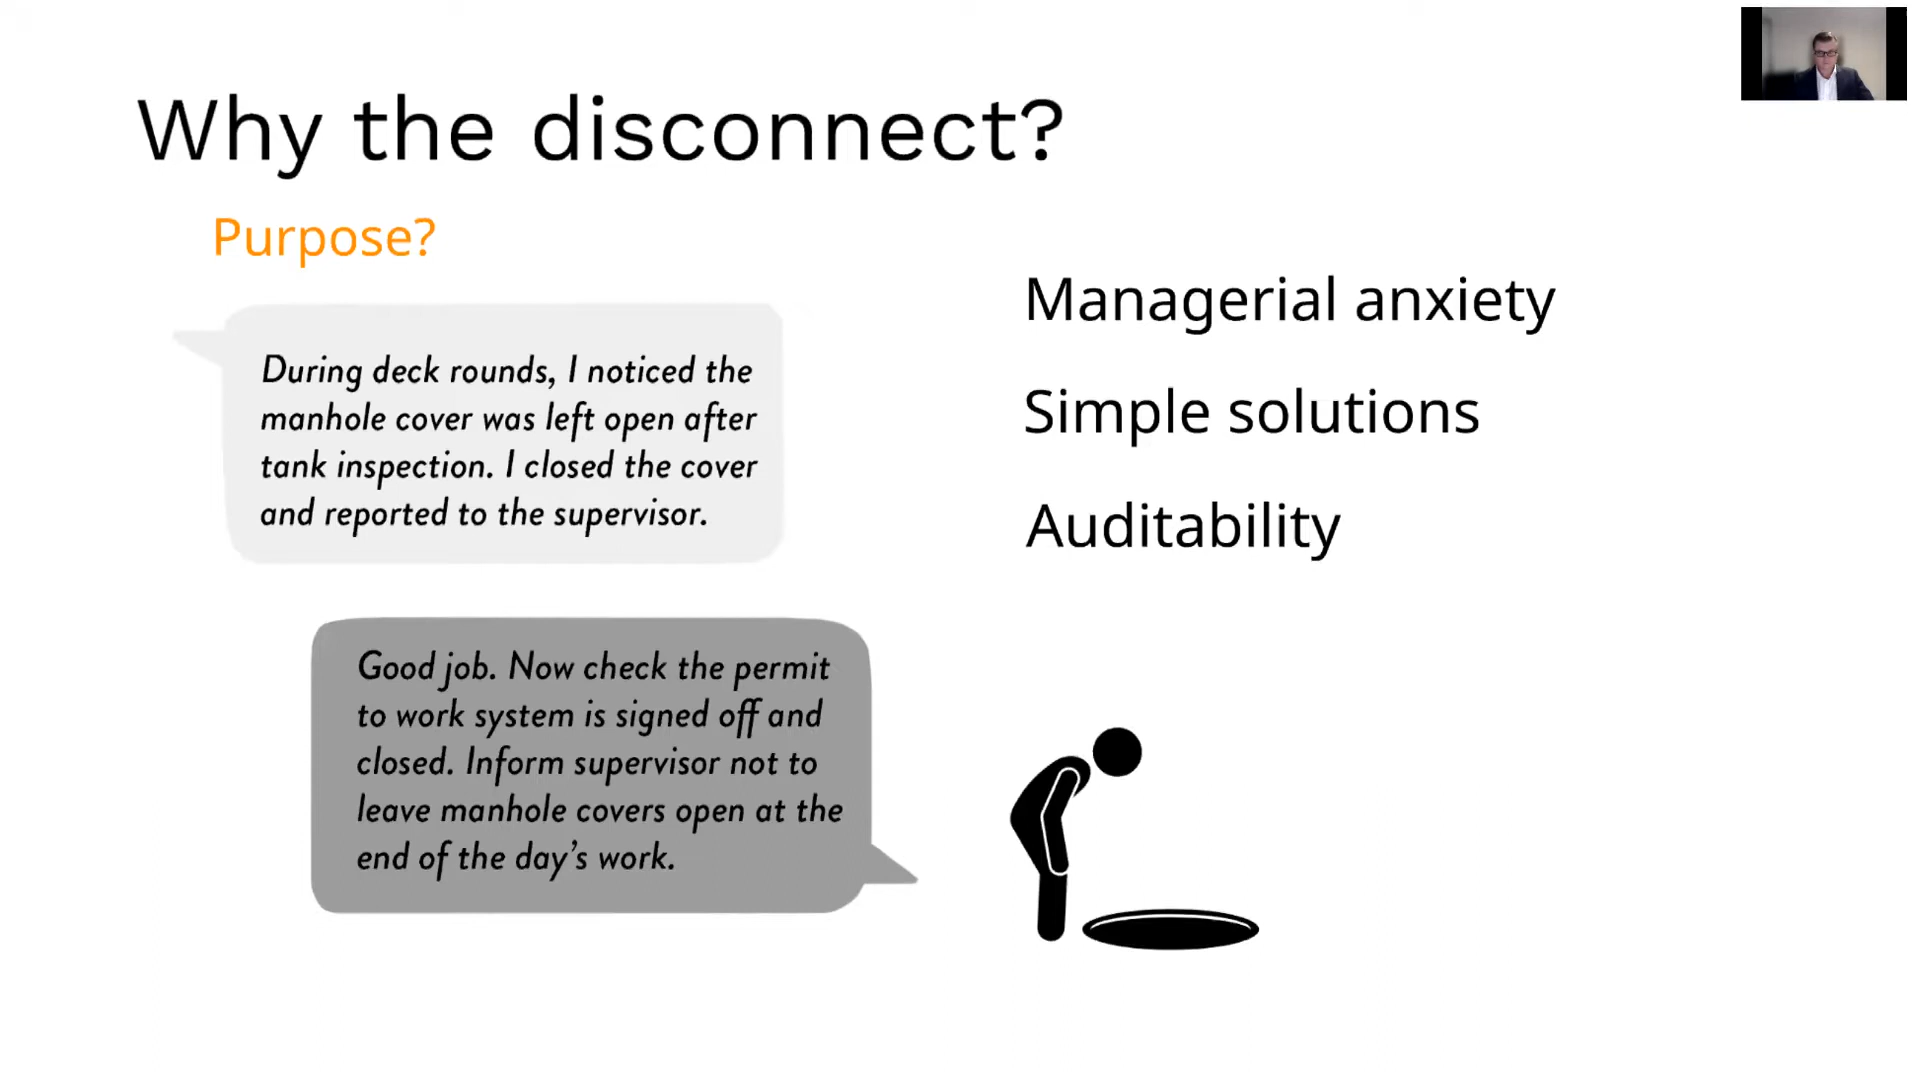 Why the disconnect?
Purpose?
During deck rounds, I noticed the
manhole cover was left open after
tank inspection. I closed the cover
and reported to the supervisor.
Good job. Now check the permit
to work system is signed off and
closed. Inform supervisor not to
leave manhole covers open at the
end of the day’s work.
Managerial anxiety
Simple solutions
Auditability